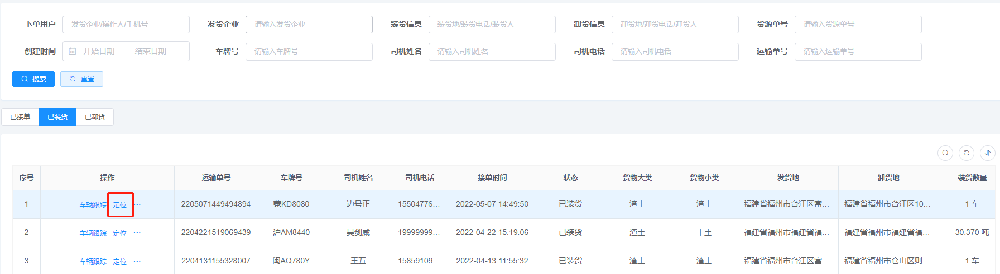 下单用户 发货企业/操作人/手机号 发货企业 请输入发货企业 装货信息 装货地/装货电话/装货人 卸货信息 卸货地/卸货电话/卸货人 货源单号 请输入货源单号
创建时间 开始日期 - 结束日期 车牌号 请输入车牌号 司机姓名 请输入司机姓名 司机电话 请输入司机电话 运输单号 请输入运输单号
搜索 重置
已接单 已装货 已卸货
序号 操作 运输单号 车牌号 司机姓名 司机电话 接单时间 状态 货物大类 货物小类 发货地 卸货地 装货数量
1 车辆跟踪 定位 ··· 2205071449494894 蒙KD8080 边号正 15504776... 2022-05-07 14:49:50 已装货 渣土 渣土 福建省福州市台江区富... 福建省福州市台江区10... 1 车
2 车辆跟踪 定位 ··· 2204221519069439 沪AM8440 吴剑威 19999999... 2022-04-22 15:19:06 已装货 渣土 干土 福建省福州市福建省福... 福建省福州市福建省福... 30.370 吨
3 车辆跟踪 定位 ··· 2204131155328007 闽AQ780Y 王五 15859109... 2022-04-13 11:55:32 已装货 渣土 渣土 福建省福州市台江区富... 福建省福州市仓山区则... 1 车